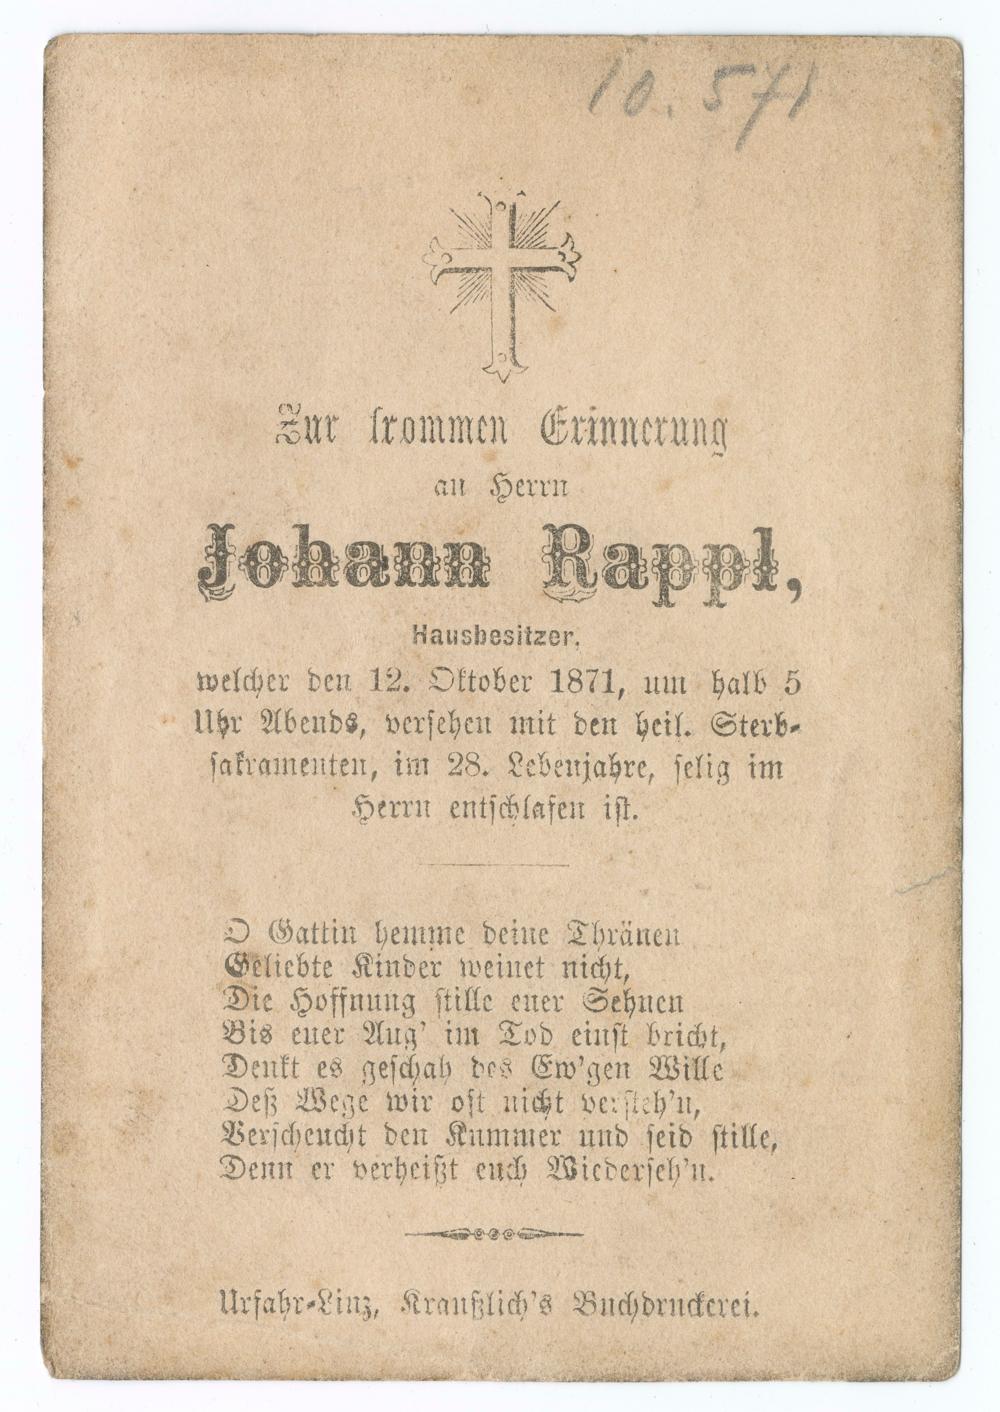 10.571
Zur frommen Erinnerung
an Herrn
Johann Rappl,
Hausbesitzer,
welcher den 12. Oktober 1871, um halb 5
Uhr Abends, versehen mit den heil. Sterb-
sakramenten, im 28. Lebenjahre, selig im
Herrn entschlafen ist.
O Gattin hemme deine Thränen
Geliebte Kinder weinet nicht,
Die Hoffnung stille euer Sehnen
Bis euer Aug' im Tod einst bricht,
Denkt es geschah des Ew'gen Wille
Deß Wege wir oft nicht versteh'n,
Verscheucht den Kummer und seid stille,
Denn er verheißt euch Wiederseh'n.
Urfahr-Linz, Kraußlich's Buchdruckerei.